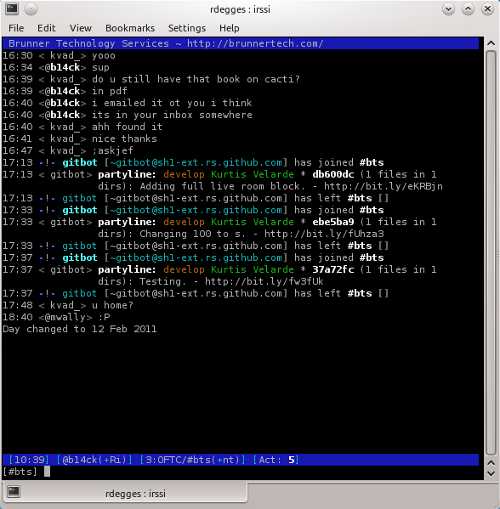 rdegges : irssi
File Edit View Bookmarks Settings Help
Brunner Technology Services ~ http://brunnertech.com/
16:30 < kvad_> yooo
16:34 <@bl4ck> sup
16:39 < kvad_> do u still have that book on cacti?
16:39 <@bl4ck> in pdf
16:40 <@bl4ck> i emailed it ot you i think
16:40 <@bl4ck> its in your inbox somewhere
16:40 < kvad_> ahh found it
16:41 < kvad_> nice thanks
16:47 < kvad_> ;askjef
17:13 -!- gitbot [~gitbot@sh1-ext.rs.github.com] has joined #bts
17:13 < gitbot> partyline: develop Kurtis Velarde * db600dc (1 files in 1
dirs): Adding full live room block. - http://bit.ly/eKRBjn
17:13 -!- gitbot [~gitbot@sh1-ext.rs.github.com] has left #bts []
17:33 -!- gitbot [~gitbot@sh1-ext.rs.github.com] has joined #bts
17:33 < gitbot> partyline: develop Kurtis Velarde * ebe5ba9 (1 files in 1
dirs): Changing 100 to s. - http://bit.ly/fUhza3
17:33 -!- gitbot [~gitbot@sh1-ext.rs.github.com] has left #bts []
17:37 -!- gitbot [~gitbot@sh1-ext.rs.github.com] has joined #bts
17:37 < gitbot> partyline: develop Kurtis Velarde * 37a72fc (1 files in 1
dirs): Testing. - http://bit.ly/fw3fUk
17:37 -!- gitbot [~gitbot@sh1-ext.rs.github.com] has left #bts []
17:48 < kvad_> u home?
18:40 <@mwally> :P
Day changed to 12 Feb 2011
[10:39] [@bl4ck(+Ri)] [3:OFTC/#bts(+nt)] [Act: 5]
[#bts]
rdegges : irssi